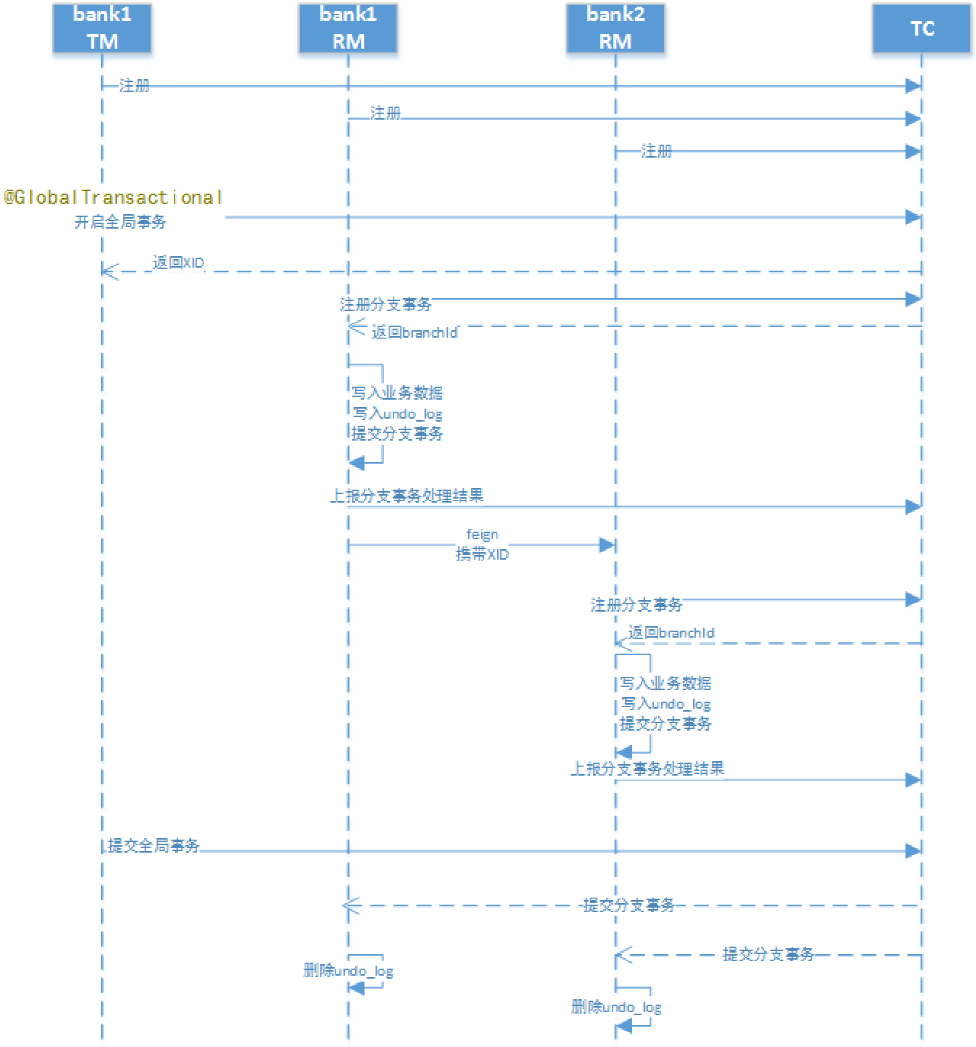 bank1
TM
bank1
RM
bank2
RM
TC
注册
注册
注册
@GlobalTransactional
开启全局事务
返回XID
注册分支事务
返回branchId
写入业务数据
写入undo_log
提交分支事务
上报分支事务处理结果
feign
携带XID
注册分支事务
返回branchId
写入业务数据
写入undo_log
提交分支事务
上报分支事务处理结果
提交全局事务
提交分支事务
提交分支事务
删除undo_log
删除undo_log